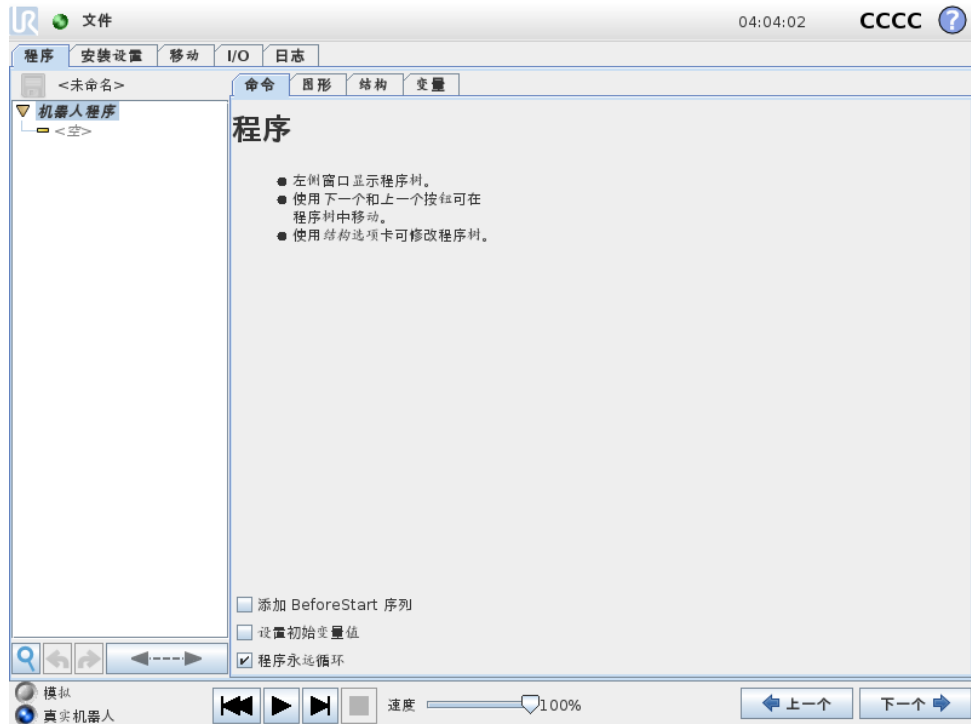 UR 文件 04:04:02 CCCC ?
程序 安装设置 移动 I/O 日志
<未命名> 命令 图形 结构 变量
机器人程序
<空>
程序
左侧窗口显示程序树。
使用下一个和上一个按钮可在
程序树中移动。
使用结构选项卡可修改程序树。
添加 BeforeStart 序列
设置初始变量值
程序永远循环
模拟
真实机器人
速度 100% 上一个 下一个